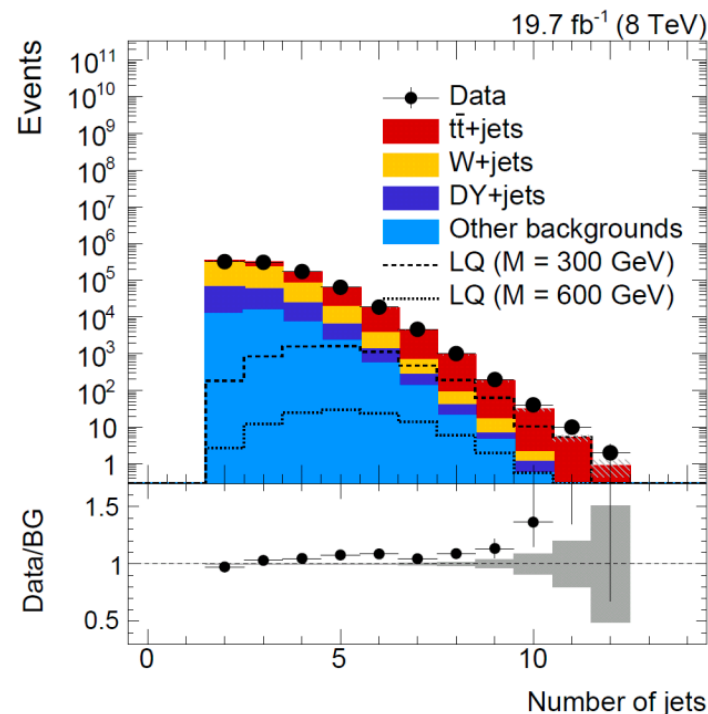 19.7 fb⁻¹ (8 TeV)
Events
10¹¹
10¹⁰
10⁹
10⁸
10⁷
10⁶
10⁵
10⁴
10³
10²
10
1
Data
tt̄+jets
W+jets
DY+jets
Other backgrounds
LQ (M = 300 GeV)
LQ (M = 600 GeV)
Data/BG
1.5
1
0.5
0 5 10
Number of jets